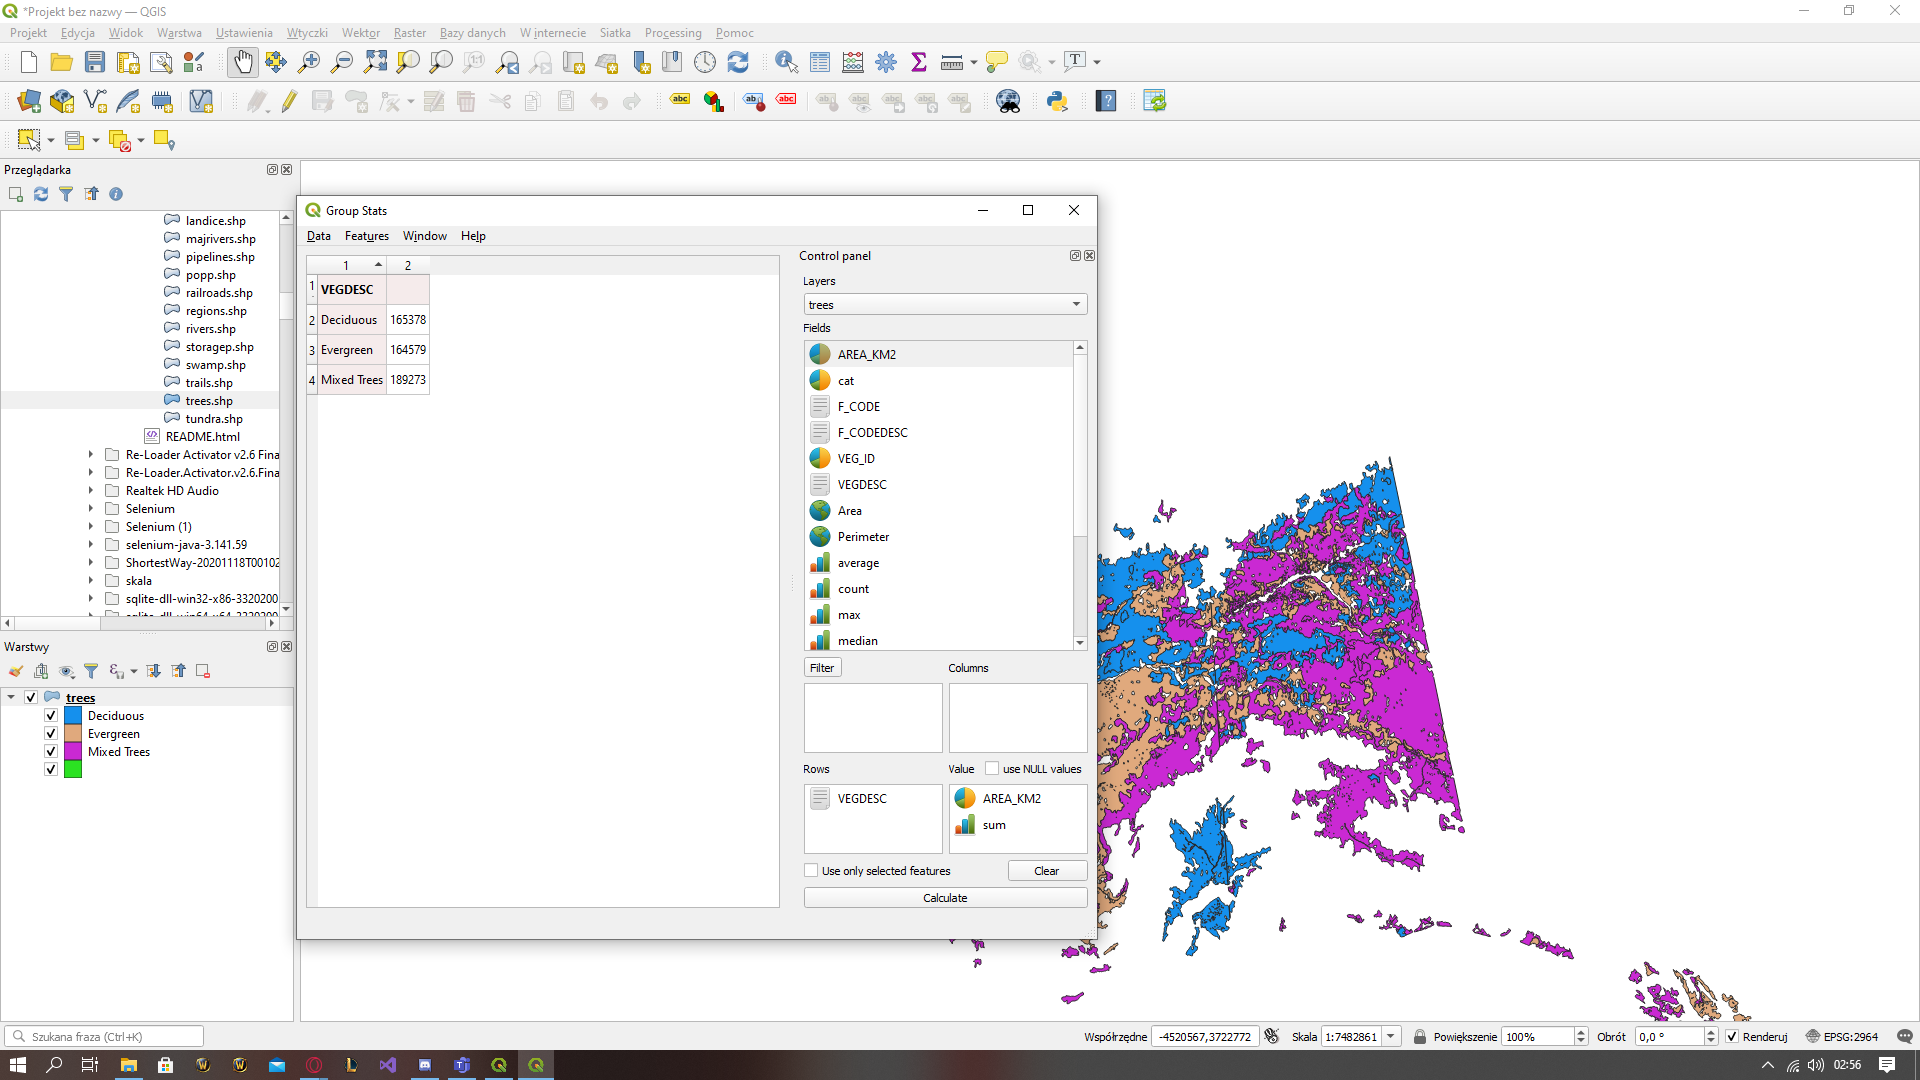 *Projekt bez nazwy — QGIS
Projekt Edycja Widok Warstwa Ustawienia Wtyczki Wektor Raster Bazy danych W internecie Siatka Processing Pomoc
Przeglądarka
landice.shp
majrivers.shp
pipelines.shp
popp.shp
railroads.shp
regions.shp
rivers.shp
storagep.shp
swamp.shp
trails.shp
trees.shp
tundra.shp
README.html
Re-Loader Activator v2.6 Fina
Re-Loader.Activator.v2.6.Fina
Realtek HD Audio
Selenium
Selenium (1)
selenium-java-3.141.59
ShortestWay-20201118T00102
skala
sqlite-dll-win32-x86-3320200
Warstwy
trees
Deciduous
Evergreen
Mixed Trees
Group Stats
Data Features Window Help
1 2
1 VEGDESC
2 Deciduous 165378
3 Evergreen 164579
4 Mixed Trees 189273
Control panel
Layers
trees
Fields
AREA_KM2
cat
F_CODE
F_CODEDESC
VEG_ID
VEGDESC
Area
Perimeter
average
count
max
median
Filter Columns
Rows Value use NULL values
VEGDESC AREA_KM2
sum
Use only selected features Clear
Calculate
Szukana fraza (Ctrl+K) Współrzędne -4520567,3722772 Skala 1:7482861 Powiększenie 100% Obrót 0,0 ° Renderuj EPSG:2964
02:56